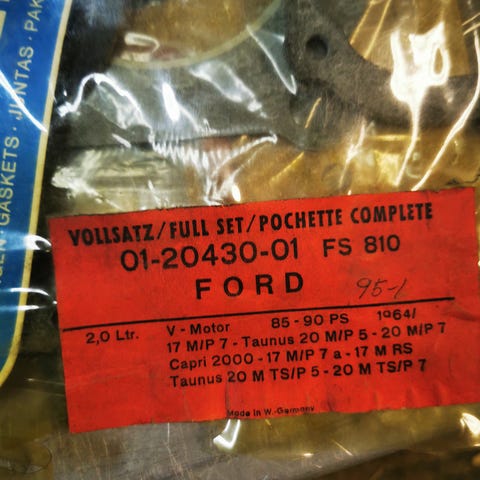 GASKETS · JUNTAS · PAK
VOLLSATZ/FULL SET/POCHETTE COMPLETE
01-20430-01 FS 810
FORD 95-1
2,0 Ltr. V - Motor 85 - 90 PS 1964/
17 M/P 7 - Taunus 20 M/P 5 - 20 M/P 7
Capri 2000 - 17 M/P 7 a - 17 M RS
Taunus 20 M TS/P 5 - 20 M TS/P 7
Made in W.-Germany